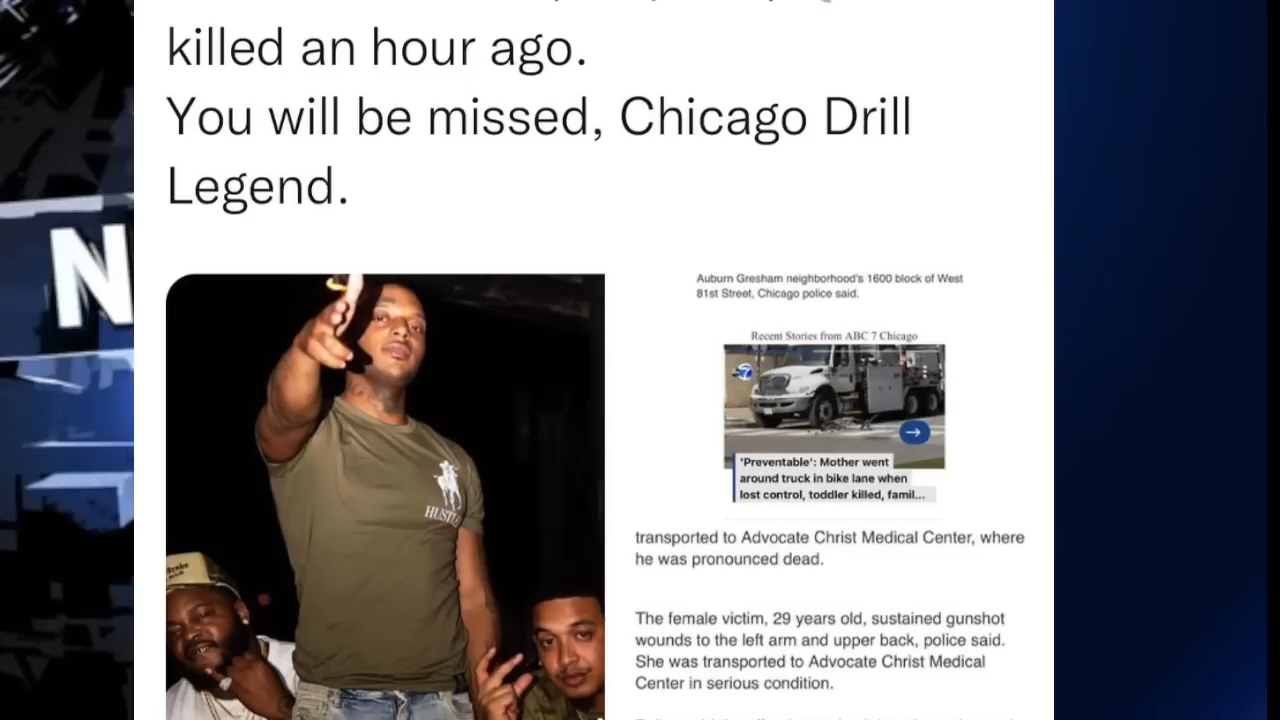 killed an hour ago.
You will be missed, Chicago Drill
Legend.
N
HUSTL
Auburn Gresham neighborhood's 1600 block of West
81st Street, Chicago police said.
Recent Stories from ABC 7 Chicago
7
'Preventable': Mother went
around truck in bike lane when
lost control, toddler killed, famil...
transported to Advocate Christ Medical Center, where
he was pronounced dead.
The female victim, 29 years old, sustained gunshot
wounds to the left arm and upper back, police said.
She was transported to Advocate Christ Medical
Center in serious condition.